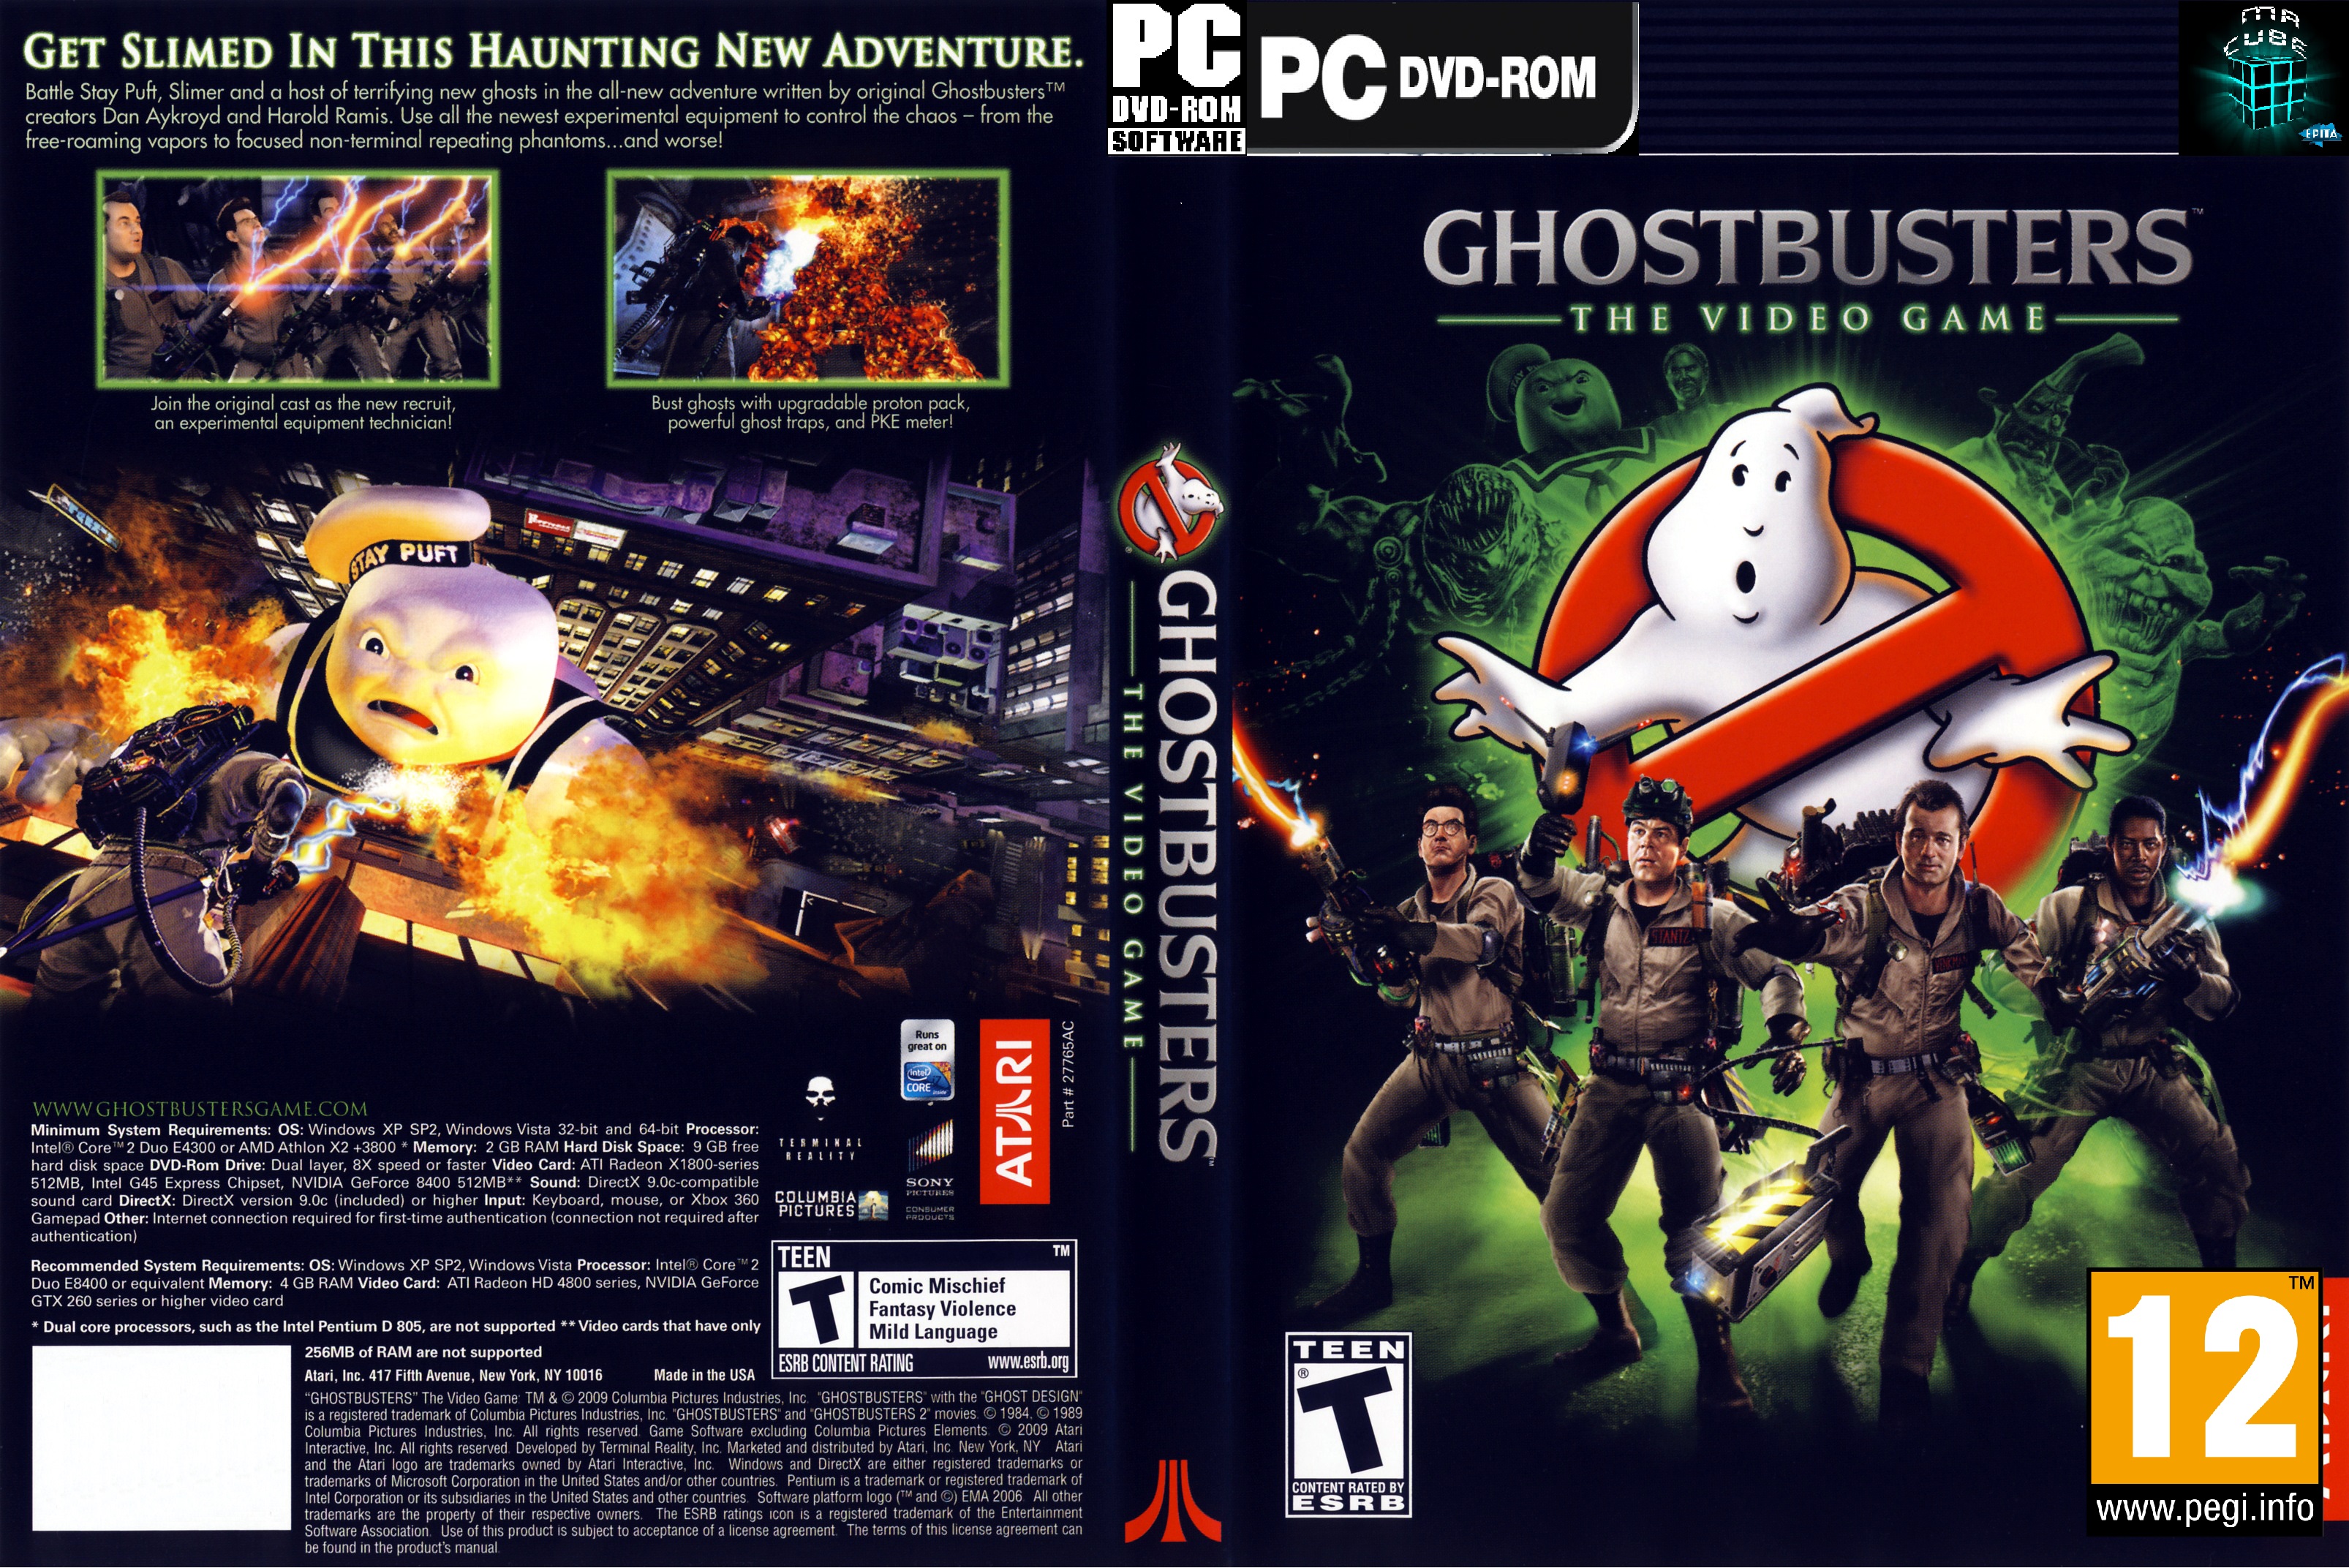 GET SLIMED IN THIS HAUNTING NEW ADVENTURE.
Battle Stay Puft, Slimer and a host of terrifying new ghosts in the all-new adventure written by original Ghostbusters™
creators Dan Aykroyd and Harold Ramis. Use all the newest experimental equipment to control the chaos – from the
free-roaming vapors to focused non-terminal repeating phantoms...and worse!
Join the original cast as the new recruit,
an experimental equipment technician!
Bust ghosts with upgradable proton pack,
powerful ghost traps, and PKE meter!
STAY PUFT
WWW.GHOSTBUSTERSGAME.COM
Minimum System Requirements: OS: Windows XP SP2, Windows Vista 32-bit and 64-bit Processor:
Intel® Core™2 Duo E4300 or AMD Athlon X2 +3800 * Memory: 2 GB RAM Hard Disk Space: 9 GB free
hard disk space DVD-Rom Drive: Dual layer, 8X speed or faster Video Card: ATI Radeon X1800-series
512MB, Intel G45 Express Chipset, NVIDIA GeForce 8400 512MB** Sound: DirectX 9.0c-compatible
sound card DirectX: DirectX version 9.0c (included) or higher Input: Keyboard, mouse, or Xbox 360
Gamepad Other: Internet connection required for first-time authentication (connection not required after
authentication)
Recommended System Requirements: OS: Windows XP SP2, Windows Vista Processor: Intel® Core™2
Duo E8400 or equivalent Memory: 4 GB RAM Video Card: ATI Radeon HD 4800 series, NVIDIA GeForce
GTX 260 series or higher video card
* Dual core processors, such as the Intel Pentium D 805, are not supported **Video cards that have only
256MB of RAM are not supported
Atari, Inc. 417 Fifth Avenue, New York, NY 10016 Made in the USA
"GHOSTBUSTERS" The Video Game: TM & © 2009 Columbia Pictures Industries, Inc. "GHOSTBUSTERS" with the "GHOST DESIGN"
is a registered trademark of Columbia Pictures Industries, Inc. "GHOSTBUSTERS" and "GHOSTBUSTERS 2" movies. © 1984, © 1989
Columbia Pictures Industries, Inc. All rights reserved. Game Software excluding Columbia Pictures Elements: © 2009 Atari
Interactive, Inc. All rights reserved. Developed by Terminal Reality, Inc. Marketed and distributed by Atari, Inc. New York, NY Atari
and the Atari logo are trademarks owned by Atari Interactive, Inc. Windows and DirectX are either registered trademarks or
trademarks of Microsoft Corporation in the United States and/or other countries. Pentium is a trademark or registered trademark of
Intel Corporation or its subsidiaries in the United States and other countries. Software platform logo (™ and ©) EMA 2006. All other
trademarks are the property of their respective owners. The ESRB ratings icon is a registered trademark of the Entertainment
Software Association. Use of this product is subject to acceptance of a license agreement. The terms of this license agreement can
be found in the product's manual.
TERMINAL
REALITY
COLUMBIA
PICTURES
Runs
great on
intel
CORE
inside
SONY
PICTURES
CONSUMER
PRODUCTS
ATARI
Part # 27765AC
TEEN ™
T
Comic Mischief
Fantasy Violence
Mild Language
ESRB CONTENT RATING www.esrb.org
PC
DVD-ROM
SOFTWARE
GHOSTBUSTERS™
THE VIDEO GAME
PC DVD-ROM
MR
CUBE
EPITA
GHOSTBUSTERS™
THE VIDEO GAME
STAY
STANTZ
TEEN
T®
CONTENT RATED BY
ESRB
12™
www.pegi.info